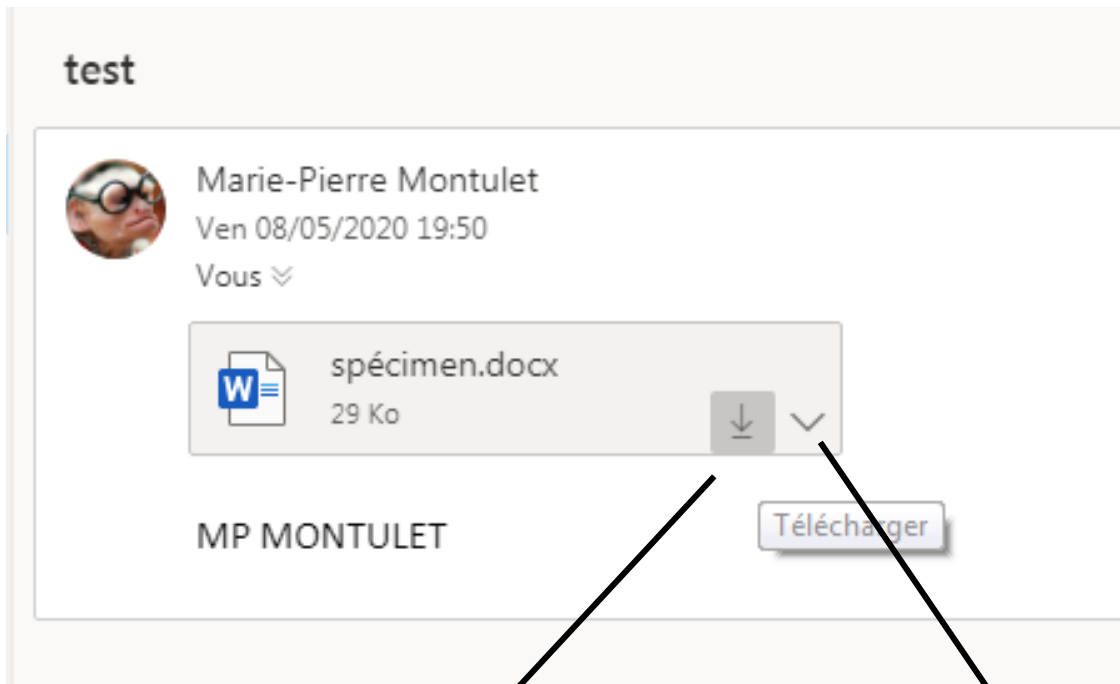 test
Marie-Pierre Montulet
Ven 08/05/2020 19:50
Vous
spécimen.docx
W
29 Ko
Télécharger
MP MONTULET